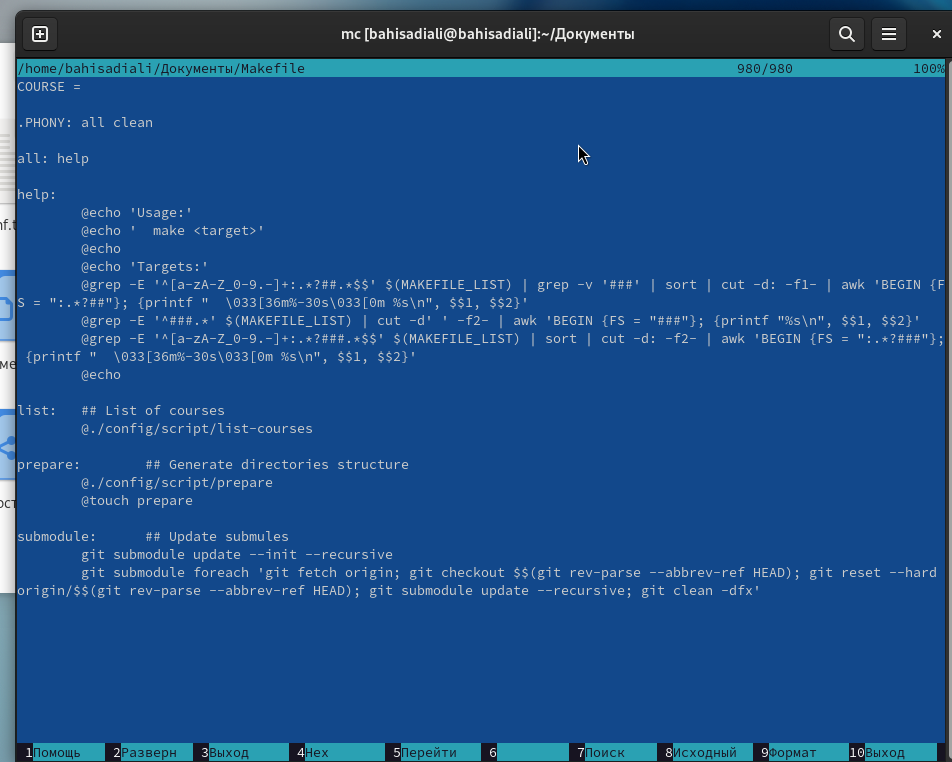 mc [bahisadiali@bahisadiali]:~/Документы
/home/bahisadiali/Документы/Makefile 980/980 100%
COURSE =
.PHONY: all clean
all: help
help:
@echo 'Usage:'
@echo '  make <target>'
@echo
@echo 'Targets:'
@grep -E '^[a-zA-Z_0-9.-]+:.*?##.*$$' $(MAKEFILE_LIST) | grep -v '###' | sort | cut -d: -f1- | awk 'BEGIN {F
S = ":.*?##"}; {printf "  \033[36m%-30s\033[0m %s\n", $$1, $$2}'
@grep -E '^###.*' $(MAKEFILE_LIST) | cut -d' ' -f2- | awk 'BEGIN {FS = "###"}; {printf "%s\n", $$1, $$2}'
@grep -E '^[a-zA-Z_0-9.-]+:.*?###.*$$' $(MAKEFILE_LIST) | sort | cut -d: -f2- | awk 'BEGIN {FS = ":.*?###"};
{printf "  \033[36m%-30s\033[0m %s\n", $$1, $$2}'
@echo
list:   ## List of courses
@./config/script/list-courses
prepare:        ## Generate directories structure
@./config/script/prepare
@touch prepare
submodule:      ## Update submules
git submodule update --init --recursive
git submodule foreach 'git fetch origin; git checkout $$(git rev-parse --abbrev-ref HEAD); git reset --hard
origin/$$(git rev-parse --abbrev-ref HEAD); git submodule update --recursive; git clean -dfx'
1Помощь 2Разверн 3Выход 4Hex 5Перейти 6 7Поиск 8Исходный 9Формат 10Выход